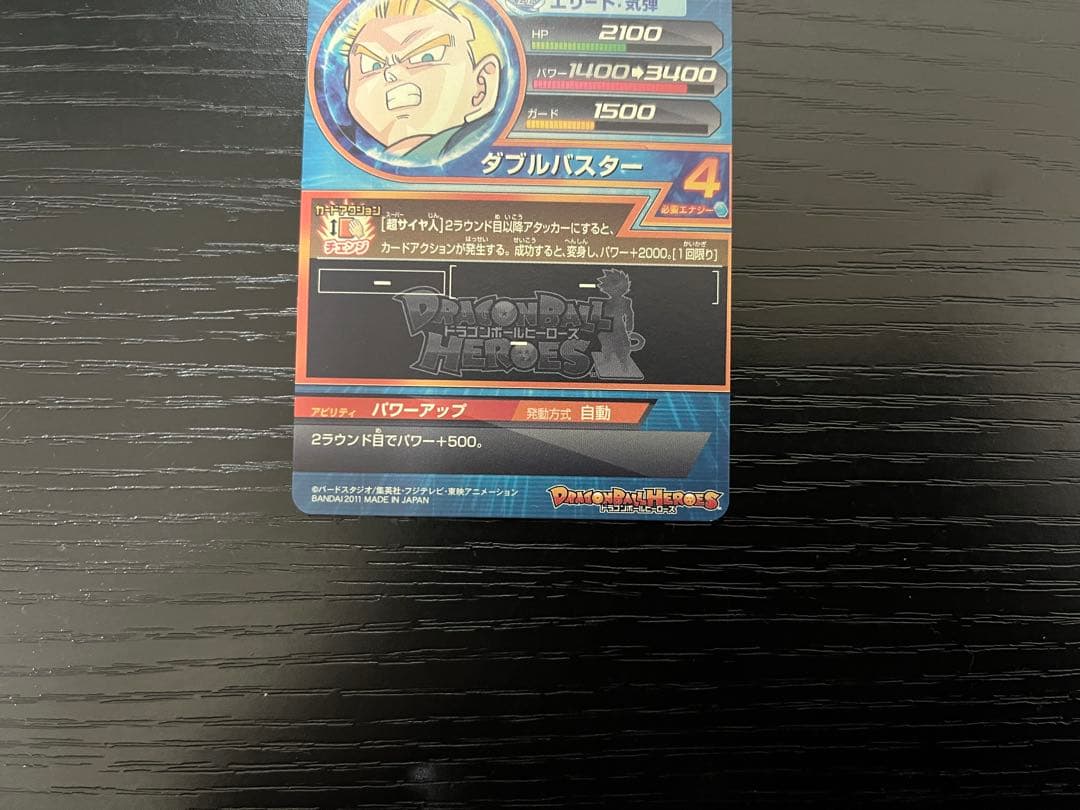 エリート・気弾
HP 2100
パワー 1400➡3400
ガード 1500
ダブルバスター
4
必要エナジー
カードアクション
チェンジ
[超サイヤ人]2ラウンド目以降アタッカーにすると、
カードアクションが発生する。成功すると、変身し、パワー+2000。[1回限り]
DRAGONBALL
ドラゴンボールヒーローズ
HEROES
アビリティ パワーアップ 発動方式 自動
2ラウンド目でパワー+500。
©バードスタジオ/集英社・フジテレビ・東映アニメーション
BANDAI 2011 MADE IN JAPAN
DRAGONBALL HEROES
ドラゴンボールヒーローズ